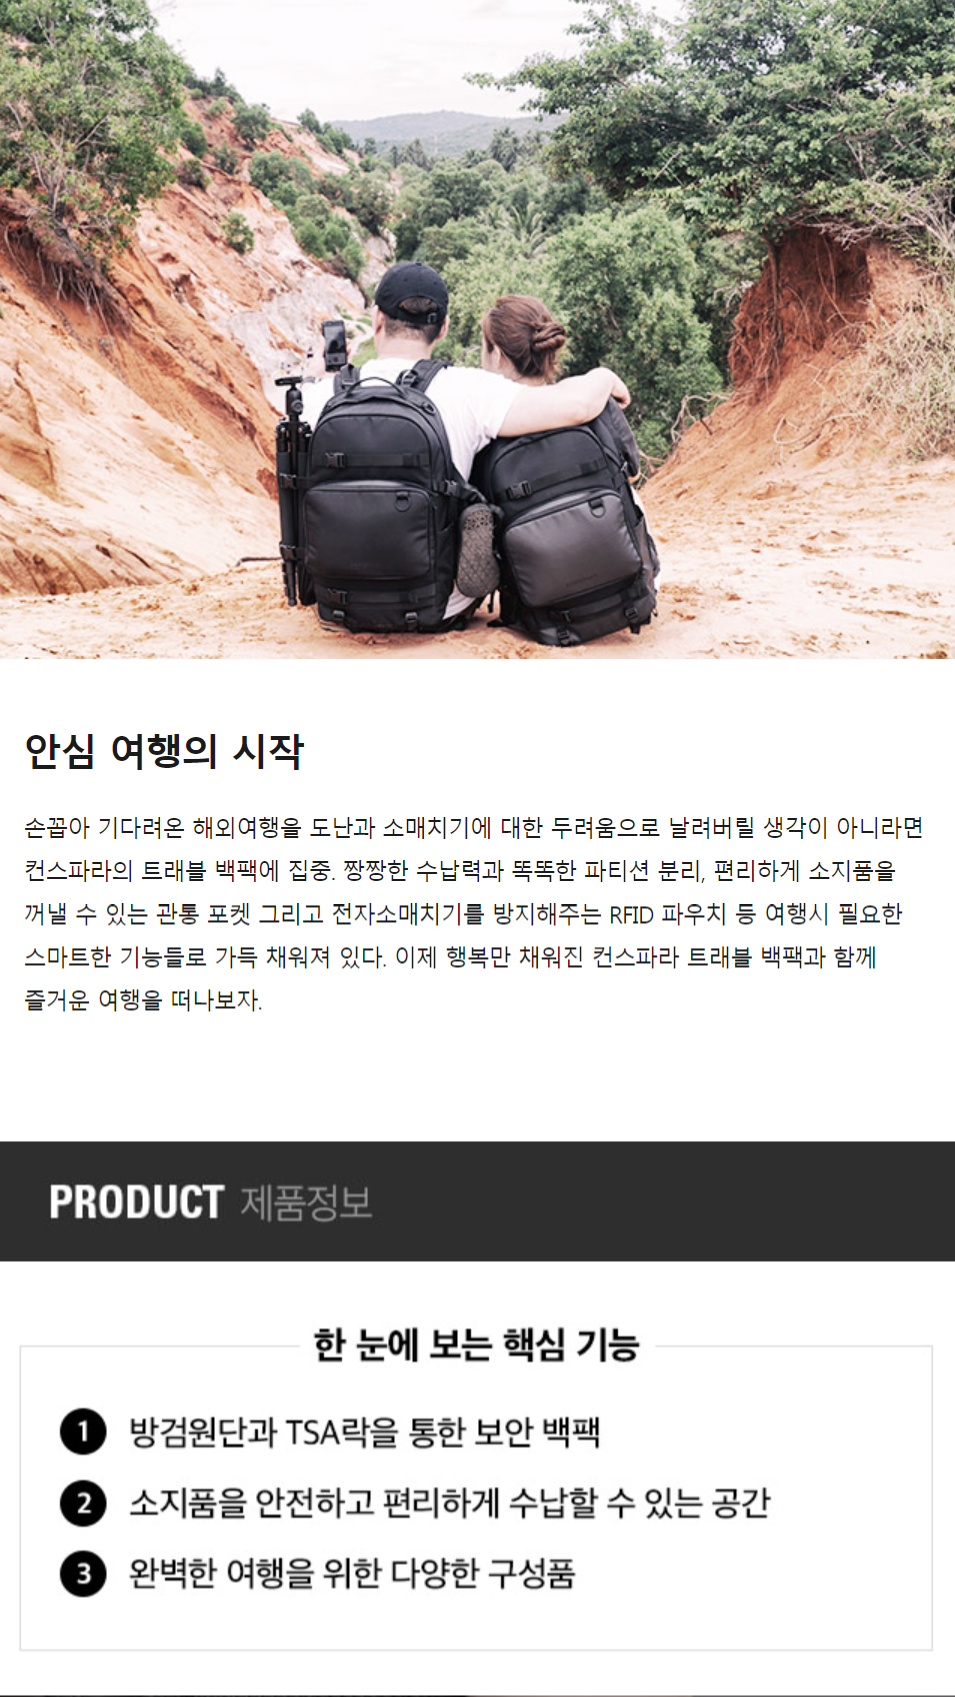 안심 여행의 시작
손꼽아 기다려온 해외여행을 도난과 소매치기에 대한 두려움으로 날려버릴 생각이 아니라면
컨스파라의 트래블 백팩에 집중. 짱짱한 수납력과 똑똑한 파티션 분리, 편리하게 소지품을
꺼낼 수 있는 관통 포켓 그리고 전자소매치기를 방지해주는 RFID 파우치 등 여행시 필요한
스마트한 기능들로 가득 채워져 있다. 이제 행복만 채워진 컨스파라 트래블 백팩과 함께
즐거운 여행을 떠나보자.
PRODUCT 제품정보
한 눈에 보는 핵심 기능
1 방검원단과 TSA락을 통한 보안 백팩
2 소지품을 안전하고 편리하게 수납할 수 있는 공간
3 완벽한 여행을 위한 다양한 구성품